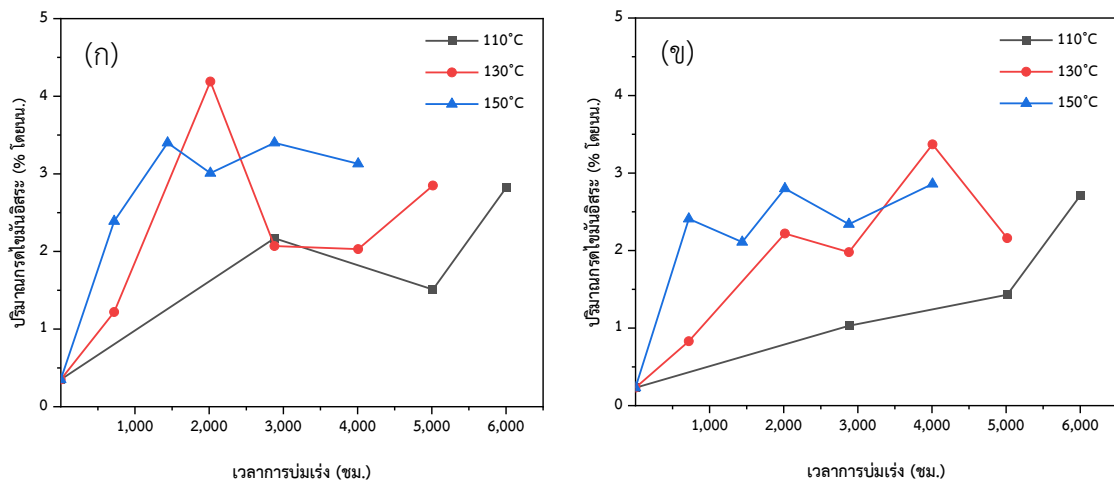 (ก)
110°C
130°C
150°C
5
4
3
2
1
0
ปริมาณกรดไขมันอิสระ (% โดยนน.)
1,000 2,000 3,000 4,000 5,000 6,000
เวลาการบ่มเร่ง (ชม.)
(ข)
110°C
130°C
150°C
5
4
3
2
1
0
ปริมาณกรดไขมันอิสระ (% โดยนน.)
1,000 2,000 3,000 4,000 5,000 6,000
เวลาการบ่มเร่ง (ชม.)